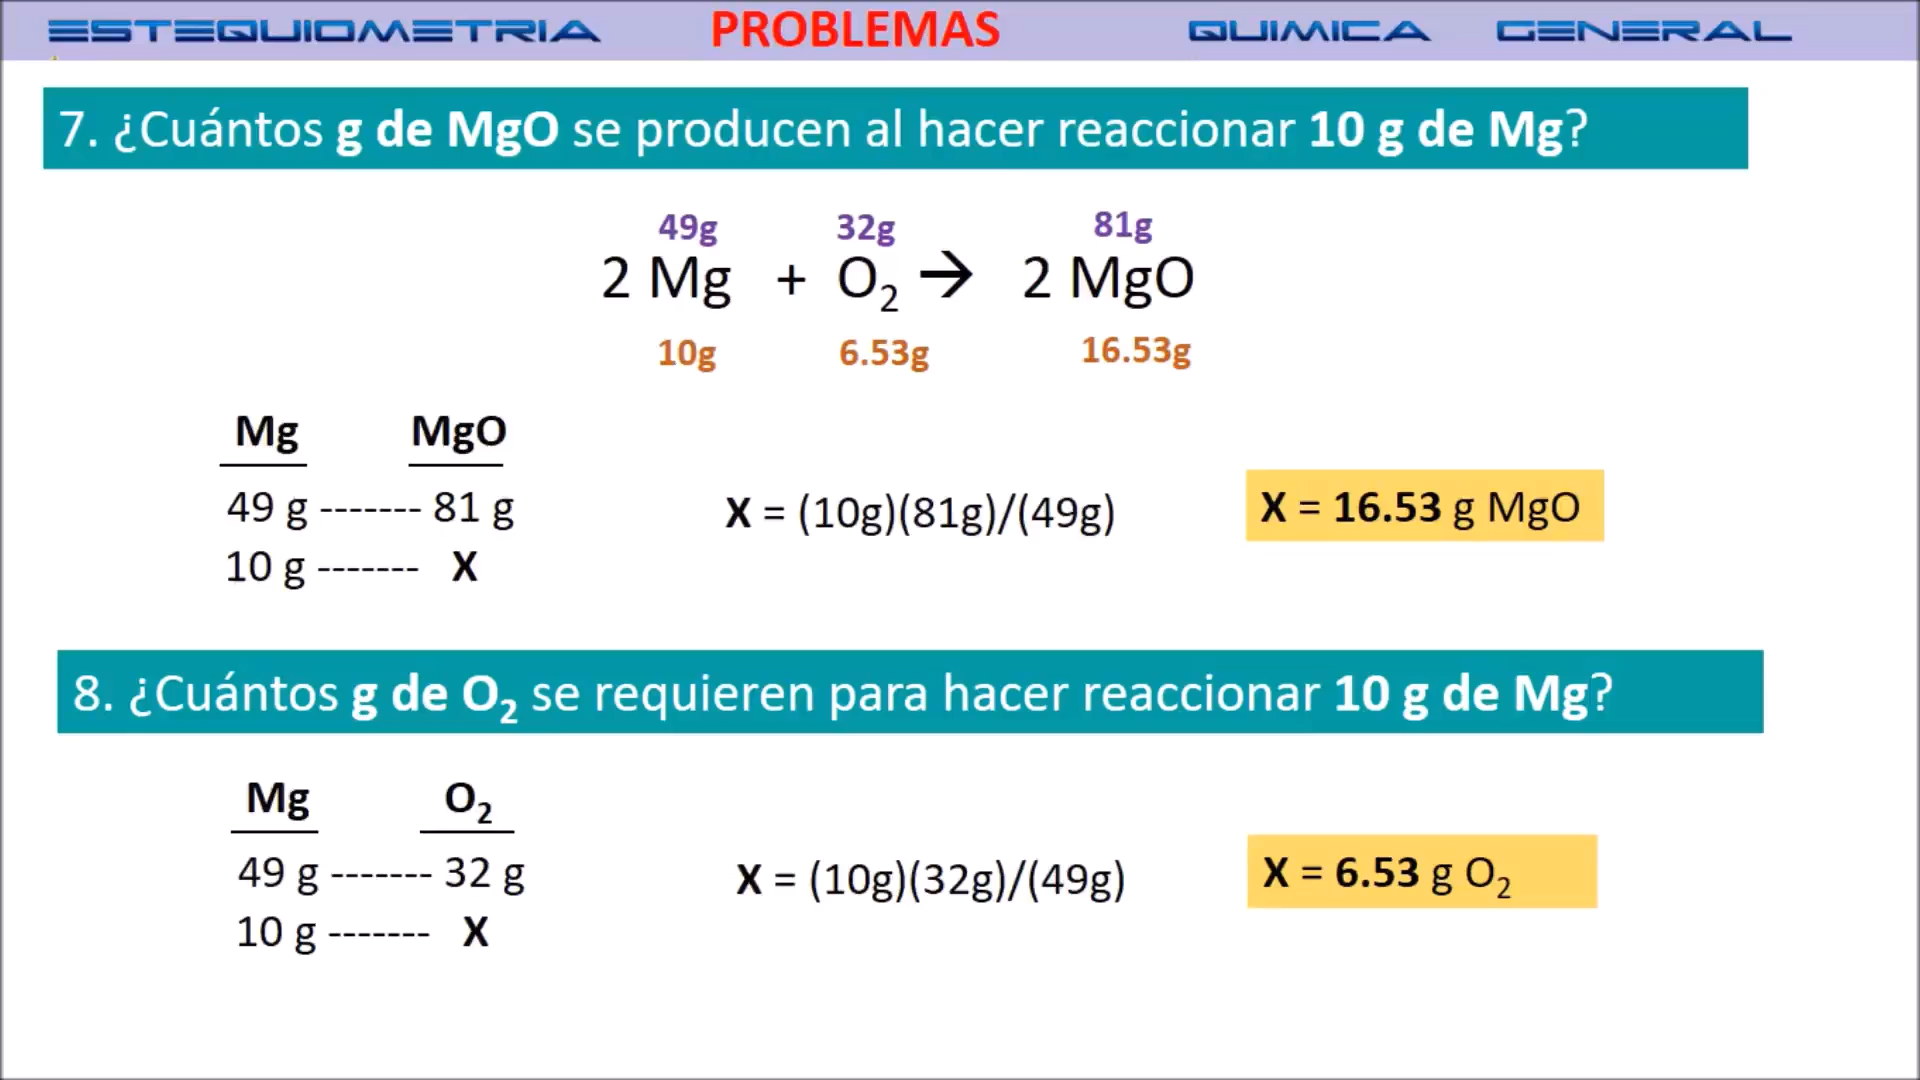 ESTEQUIOMETRIA PROBLEMAS QUIMICA GENERAL
7. ¿Cuántos g de MgO se producen al hacer reaccionar 10 g de Mg?
49g 32g 81g
2 Mg + O₂ → 2 MgO
10g 6.53g 16.53g
Mg MgO
49 g ------- 81 g
10 g ------- X
X = (10g)(81g)/(49g)
X = 16.53 g MgO
8. ¿Cuántos g de O₂ se requieren para hacer reaccionar 10 g de Mg?
Mg O₂
49 g ------- 32 g
10 g ------- X
X = (10g)(32g)/(49g)
X = 6.53 g O₂